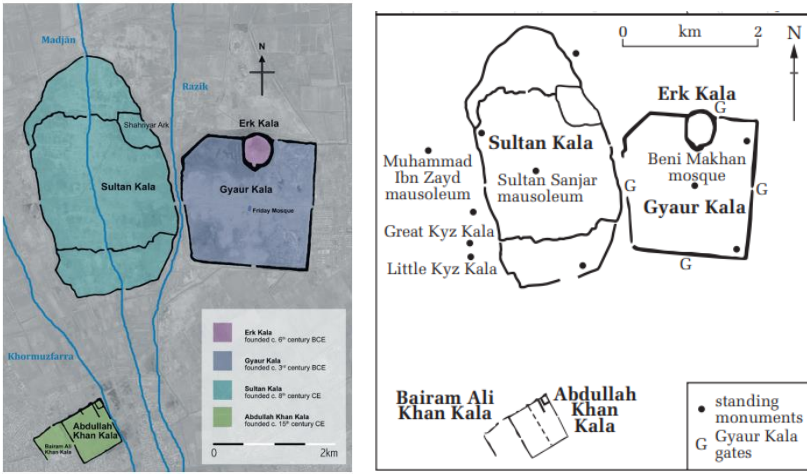 Madjān
Razik
N
Shahriyar Ark
Erk Kala
Sultan Kala
Gyaur Kala
Friday Mosque
Khormuzfarra
Erk Kala
founded c. 6th century BCE
Gyaur Kala
founded c. 3rd century BCE
Sultan Kala
founded c. 8th century CE
Abdullah Khan Kala
founded c. 15th century CE
0 2km
Abdullah
Khan Kala
Bairam Ali
Khan Kala
0 km 2
N
Erk Kala
G
Sultan Kala
Muhammad
Ibn Zayd
mausoleum
Sultan Sanjar
mausoleum
Beni Makhan
mosque
G
G
Gyaur Kala
Great Kyz Kala
Little Kyz Kala
G
Bairam Ali
Khan Kala
Abdullah
Khan
Kala
standing
monuments
G Gyaur Kala
gates